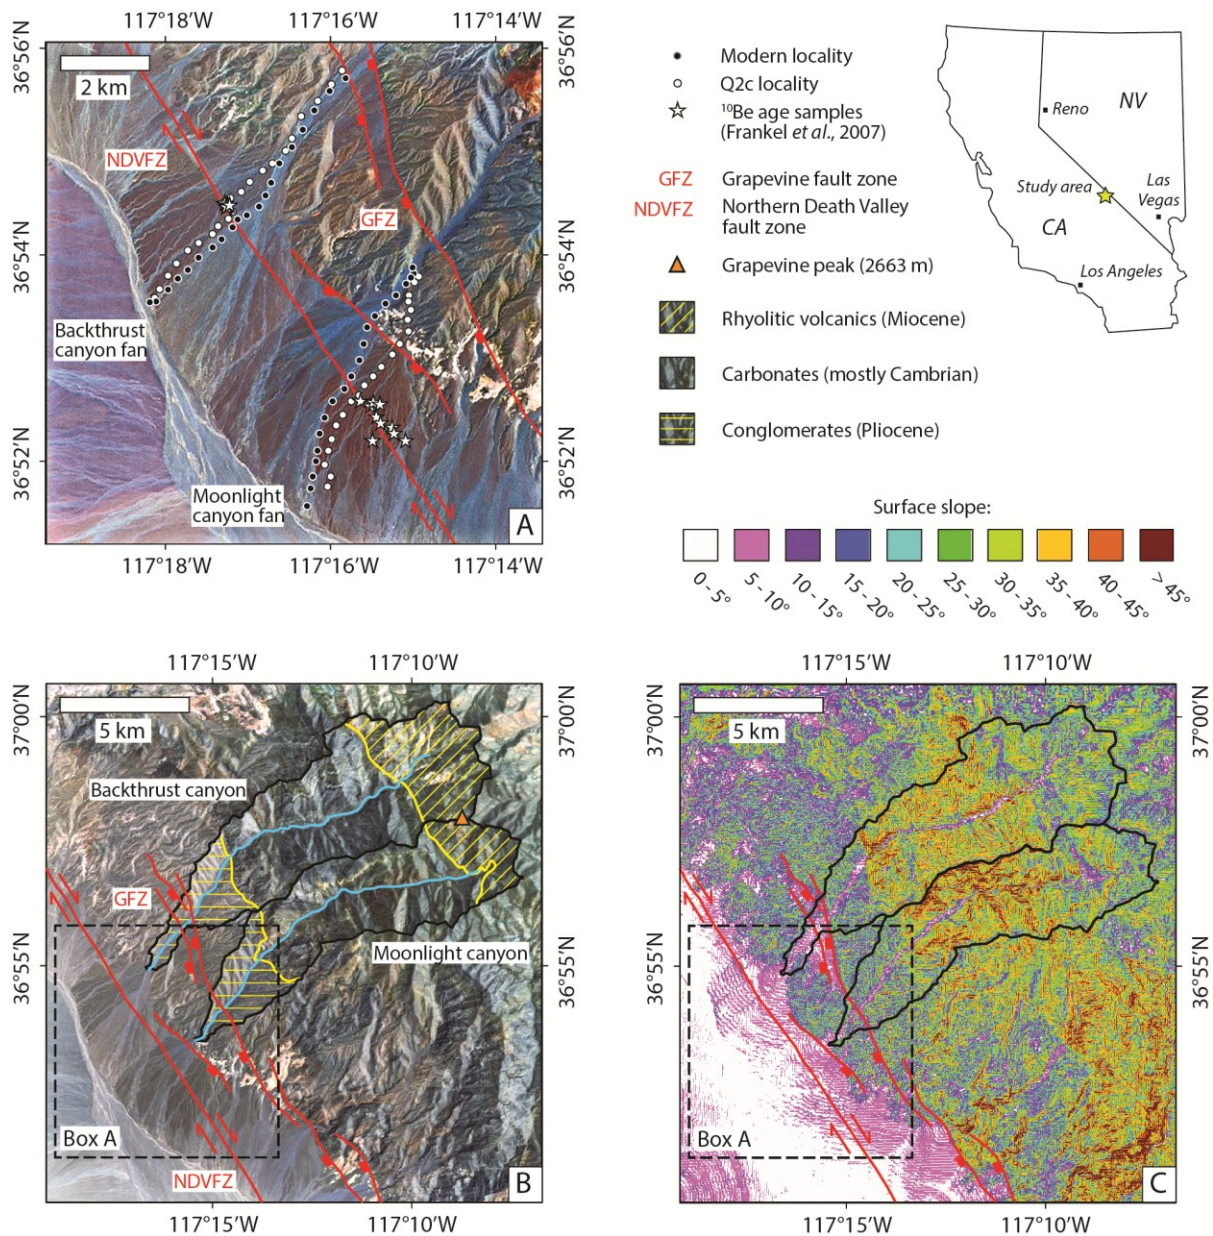 117°18′W
117°16′W
117°14′W
36°56′N
36°54′N
36°52′N
2 km
NDVFZ
GFZ
Backthrust
canyon fan
Moonlight
canyon fan
A
36°56′N
36°54′N
36°52′N
117°18′W
117°16′W
117°14′W
Modern locality
Q2c locality
¹⁰Be age samples
(Frankel et al., 2007)
GFZ Grapevine fault zone
NDVFZ Northern Death Valley
fault zone
Grapevine peak (2663 m)
Rhyolitic volcanics (Miocene)
Carbonates (mostly Cambrian)
Conglomerates (Pliocene)
Reno
NV
Study area
Las
Vegas
CA
Los Angeles
Surface slope:
0 - 5°
5 - 10°
10 - 15°
15 - 20°
20 - 25°
25 - 30°
30 - 35°
35 - 40°
40 - 45°
> 45°
117°15′W
117°10′W
5 km
37°00′N
Backthrust canyon
GFZ
Moonlight canyon
36°55′N
Box A
NDVFZ
B
117°15′W
117°10′W
117°15′W
117°10′W
37°00′N
5 km
37°00′N
36°55′N
36°55′N
Box A
C
117°15′W
117°10′W